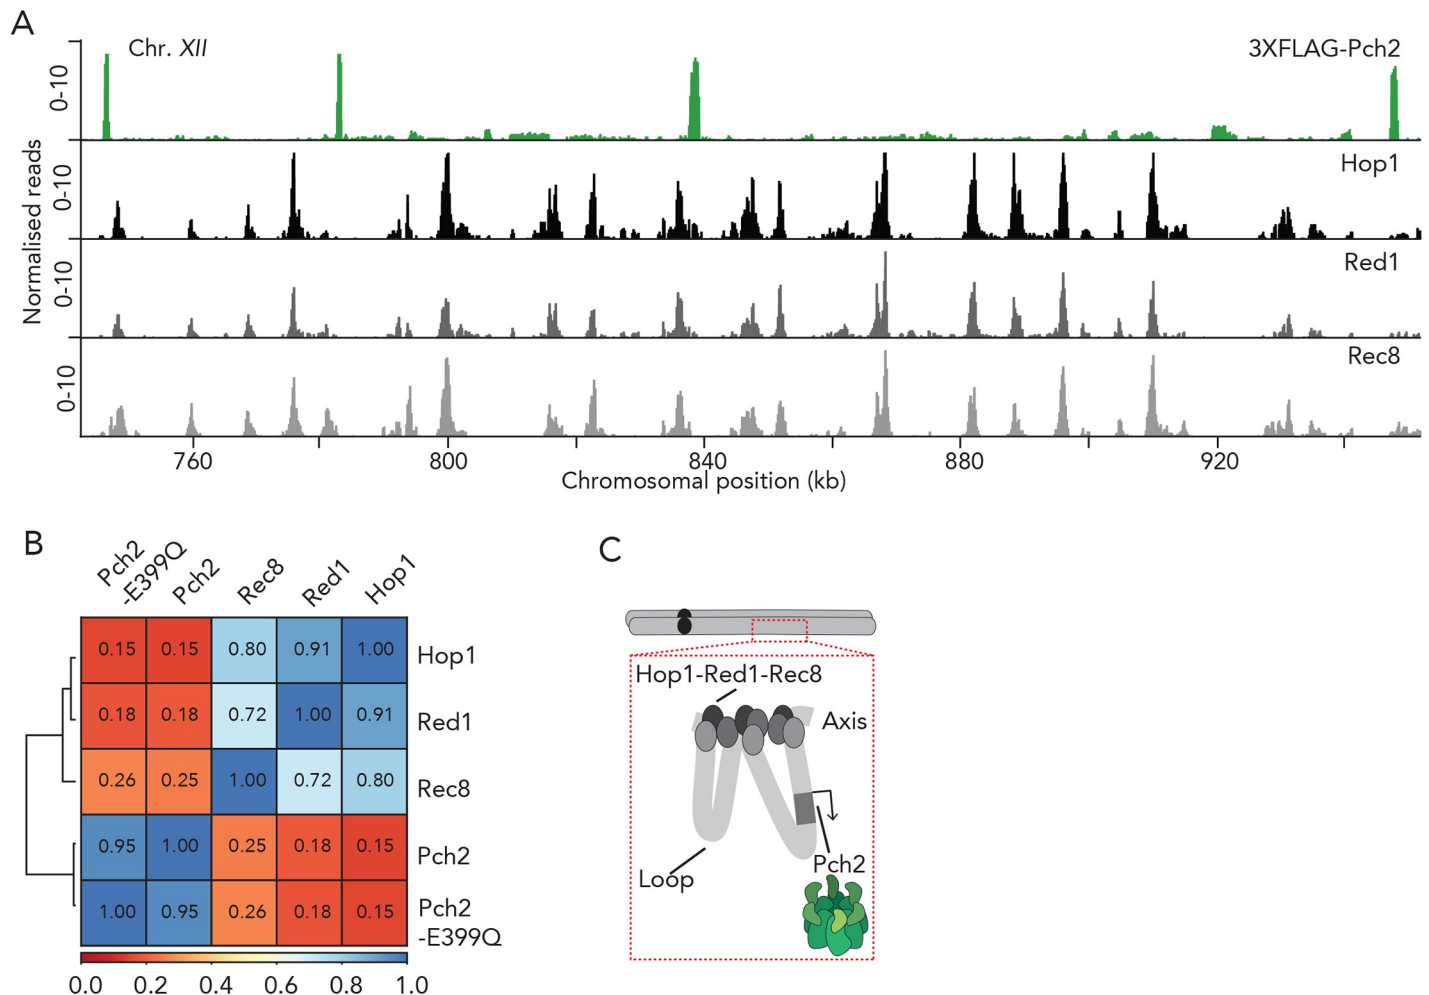 A
Chr. XII
3XFLAG-Pch2
Hop1
Red1
Rec8
Normalised reads
0-10
0-10
0-10
0-10
760
800
840
880
920
Chromosomal position (kb)
B
Pch2
-E399Q
Pch2
Rec8
Red1
Hop1
0.15 0.15 0.80 0.91 1.00 Hop1
0.18 0.18 0.72 1.00 0.91 Red1
0.26 0.25 1.00 0.72 0.80 Rec8
0.95 1.00 0.25 0.18 0.15 Pch2
1.00 0.95 0.26 0.18 0.15 Pch2
-E399Q
0.0 0.2 0.4 0.6 0.8 1.0
C
Hop1-Red1-Rec8
Axis
Pch2
Loop